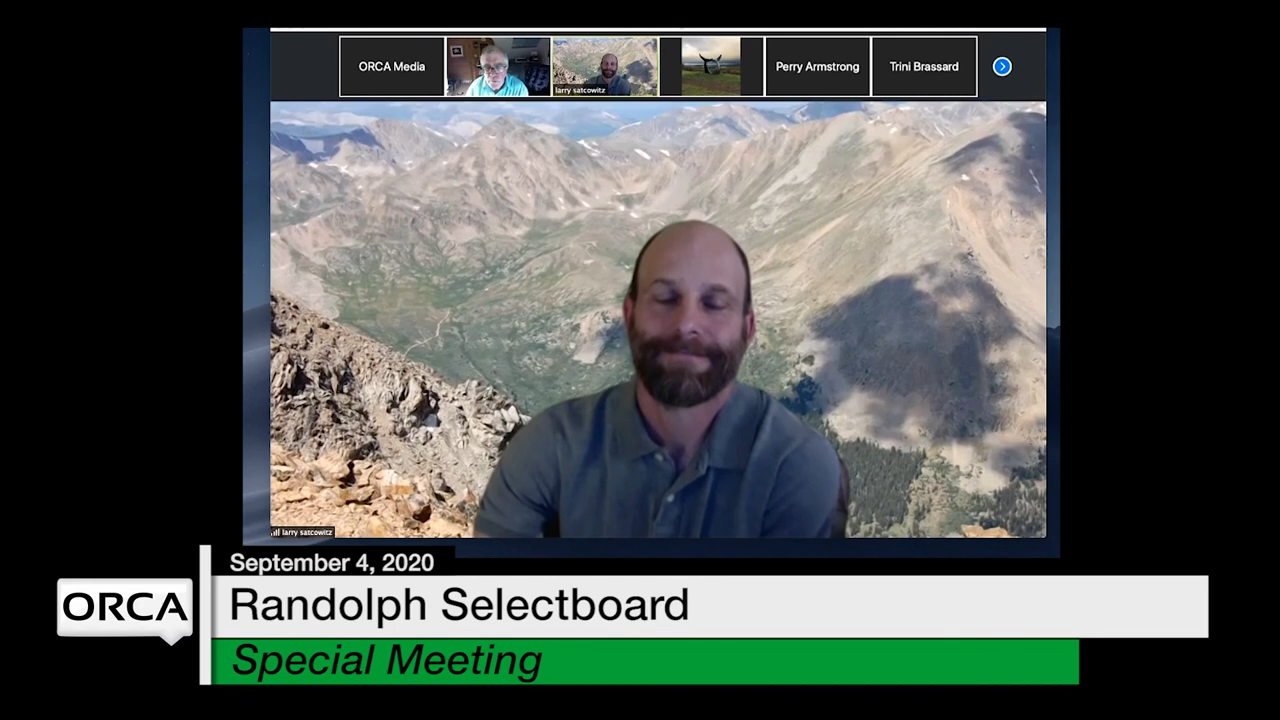 ORCA Media
larry satcowitz
Perry Armstrong
Trini Brassard
larry satcowitz
September 4, 2020
ORCA
Randolph Selectboard
Special Meeting